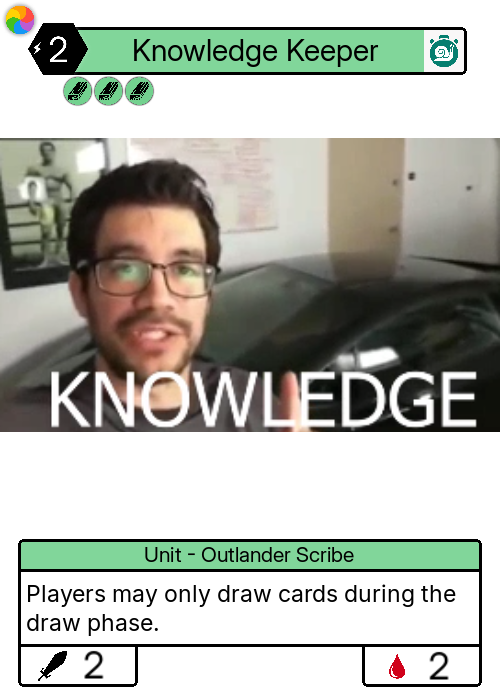 2
Knowledge Keeper
KNOWLEDGE
Unit - Outlander Scribe
Players may only draw cards during the
draw phase.
2
2